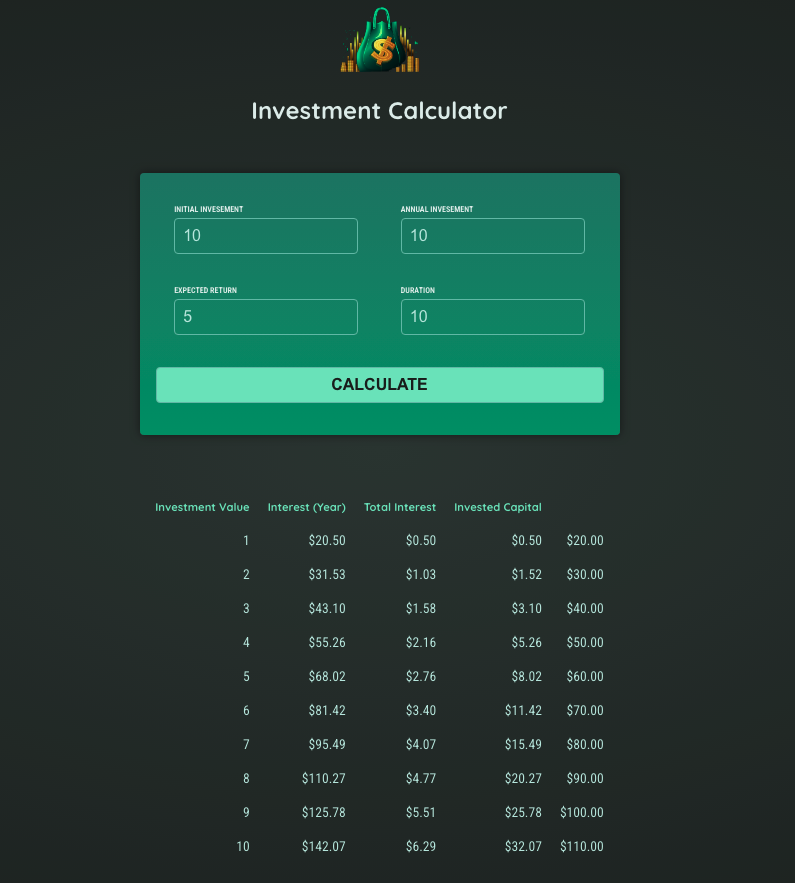 $
Investment Calculator
INITIAL INVESEMENT ANNUAL INVESEMENT
10 10
EXPECTED RETURN DURATION
5 10
CALCULATE
Investment Value Interest (Year) Total Interest Invested Capital
1 $20.50 $0.50 $0.50 $20.00
2 $31.53 $1.03 $1.52 $30.00
3 $43.10 $1.58 $3.10 $40.00
4 $55.26 $2.16 $5.26 $50.00
5 $68.02 $2.76 $8.02 $60.00
6 $81.42 $3.40 $11.42 $70.00
7 $95.49 $4.07 $15.49 $80.00
8 $110.27 $4.77 $20.27 $90.00
9 $125.78 $5.51 $25.78 $100.00
10 $142.07 $6.29 $32.07 $110.00